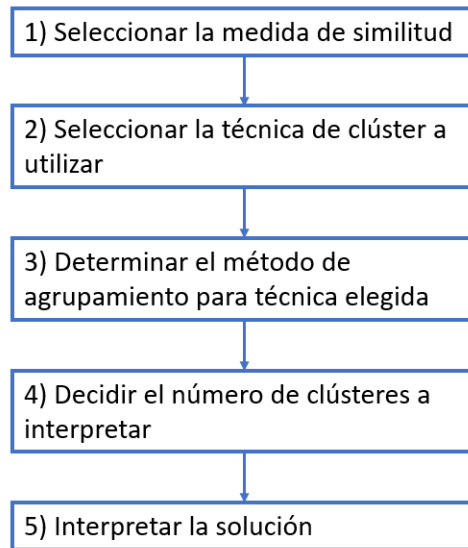 1) Seleccionar la medida de similitud
2) Seleccionar la técnica de clúster a
utilizar
3) Determinar el método de
agrupamiento para técnica elegida
4) Decidir el número de clústeres a
interpretar
5) Interpretar la solución